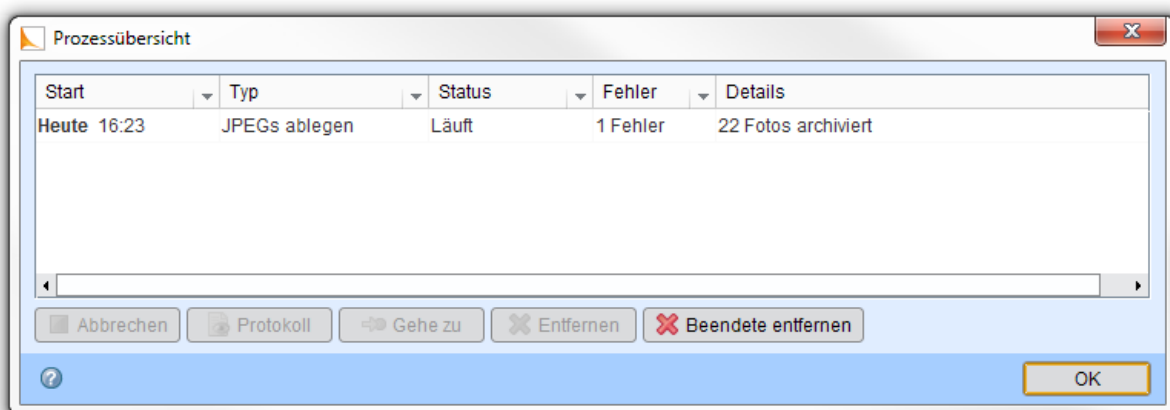 Prozessübersicht
Start Typ Status Fehler Details
Heute 16:23 JPEGs ablegen Läuft 1 Fehler 22 Fotos archiviert
Abbrechen Protokoll Gehe zu Entfernen Beendete entfernen
OK